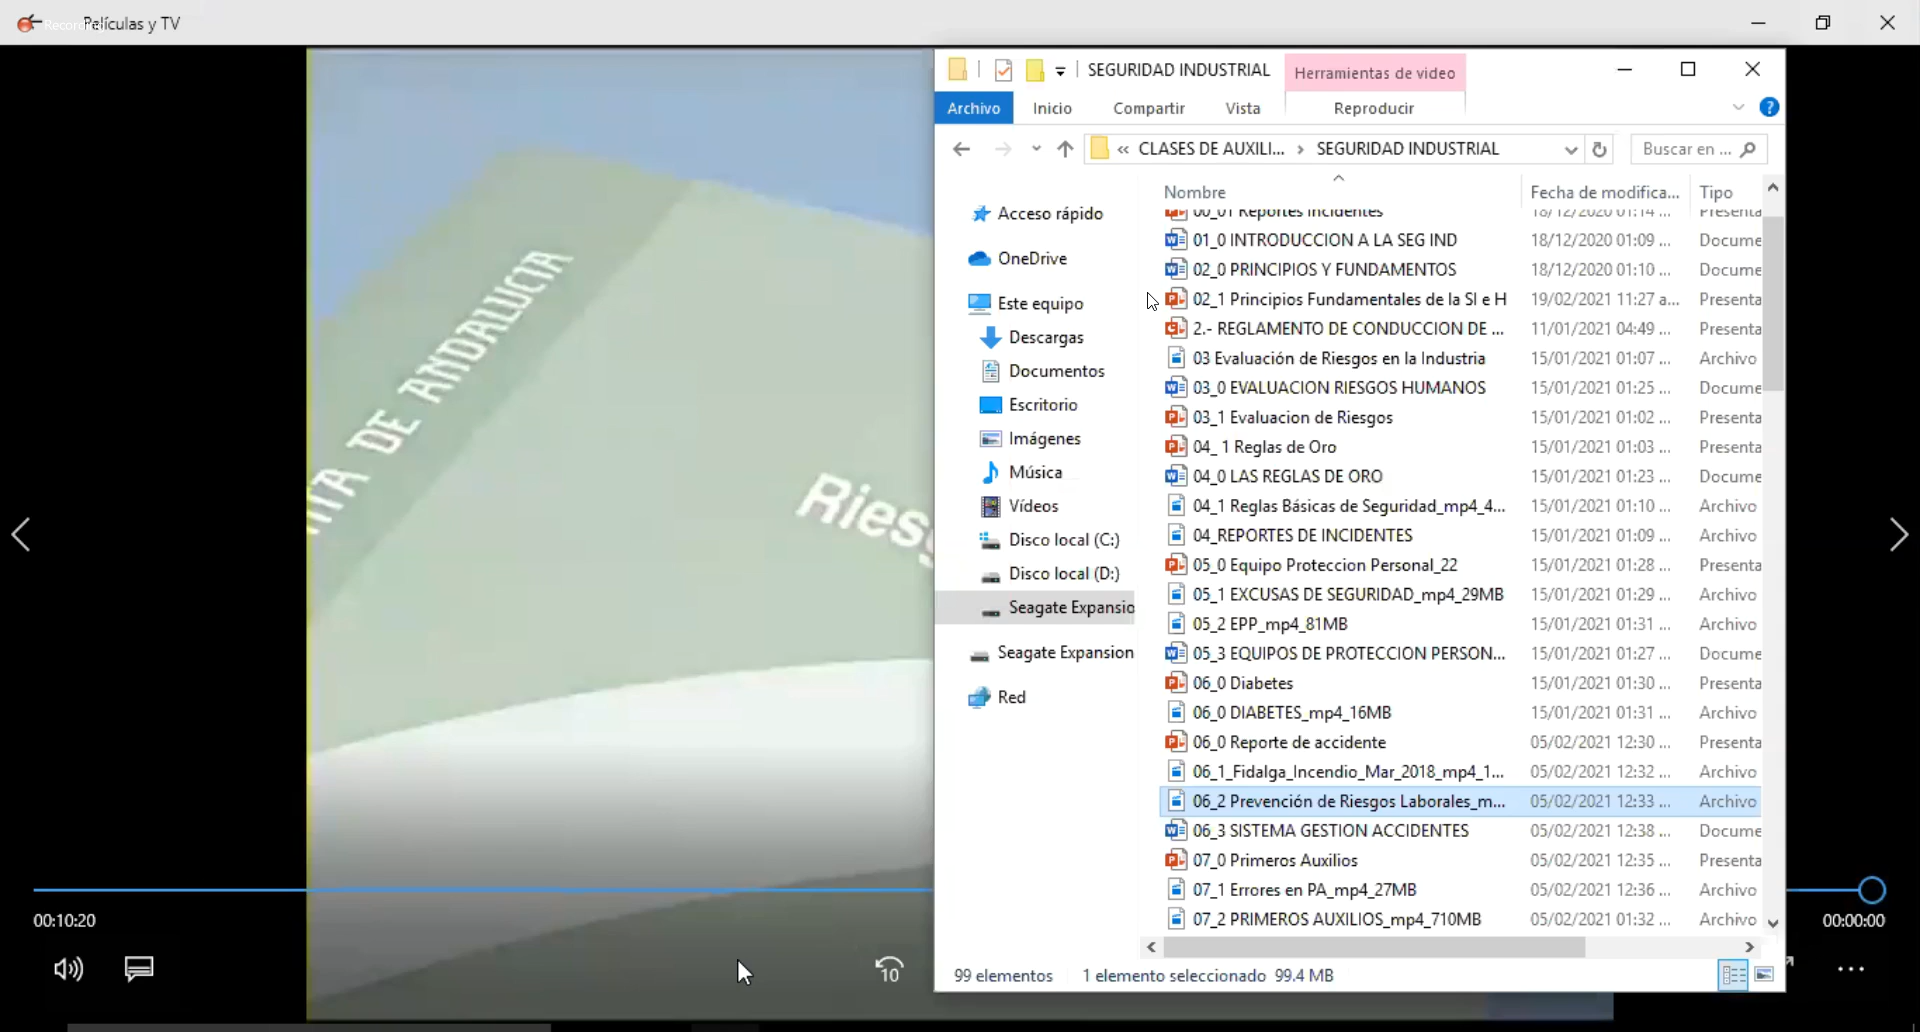 Recording
Películas y TV
SEGURIDAD INDUSTRIAL
Herramientas de video
Archivo
Inicio
Compartir
Vista
Reproducir
« CLASES DE AUXILI... > SEGURIDAD INDUSTRIAL
Buscar en ...
Acceso rápido
OneDrive
Este equipo
Descargas
Documentos
Escritorio
Imágenes
Música
Vídeos
Disco local (C:)
Disco local (D:)
Seagate Expansio
Seagate Expansion
Red
Nombre Fecha de modifica... Tipo
00_01 Reportes Incidentes 18/12/2020 01:14 ... Presenta
01_0 INTRODUCCION A LA SEG IND 18/12/2020 01:09 ... Docume
02_0 PRINCIPIOS Y FUNDAMENTOS 18/12/2020 01:10 ... Docume
02_1 Principios Fundamentales de la SI e H 19/02/2021 11:27 a... Presenta
2.- REGLAMENTO DE CONDUCCION DE ... 11/01/2021 04:49 ... Presenta
03 Evaluación de Riesgos en la Industria 15/01/2021 01:07 ... Archivo
03_0 EVALUACION RIESGOS HUMANOS 15/01/2021 01:25 ... Docume
03_1 Evaluacion de Riesgos 15/01/2021 01:02 ... Presenta
04_ 1 Reglas de Oro 15/01/2021 01:03 ... Presenta
04_0 LAS REGLAS DE ORO 15/01/2021 01:23 ... Docume
04_1 Reglas Básicas de Seguridad_mp4_4... 15/01/2021 01:10 ... Archivo
04_REPORTES DE INCIDENTES 15/01/2021 01:09 ... Archivo
05_0 Equipo Proteccion Personal_22 15/01/2021 01:28 ... Presenta
05_1 EXCUSAS DE SEGURIDAD_mp4_29MB 15/01/2021 01:29 ... Archivo
05_2 EPP_mp4_81MB 15/01/2021 01:31 ... Archivo
05_3 EQUIPOS DE PROTECCION PERSON... 15/01/2021 01:27 ... Docume
06_0 Diabetes 15/01/2021 01:30 ... Presenta
06_0 DIABETES_mp4_16MB 15/01/2021 01:31 ... Archivo
06_0 Reporte de accidente 05/02/2021 12:30 ... Presenta
06_1_Fidalga_Incendio_Mar_2018_mp4_1... 05/02/2021 12:32 ... Archivo
06_2 Prevención de Riesgos Laborales_m... 05/02/2021 12:33 ... Archivo
06_3 SISTEMA GESTION ACCIDENTES 05/02/2021 12:38 ... Docume
07_0 Primeros Auxilios 05/02/2021 12:35 ... Presenta
07_1 Errores en PA_mp4_27MB 05/02/2021 12:36 ... Archivo
07_2 PRIMEROS AUXILIOS_mp4_710MB 05/02/2021 01:32 ... Archivo
99 elementos 1 elemento seleccionado 99.4 MB
NTA DE ANDALUCIA
Riesg
00:10:20
00:00:00
10